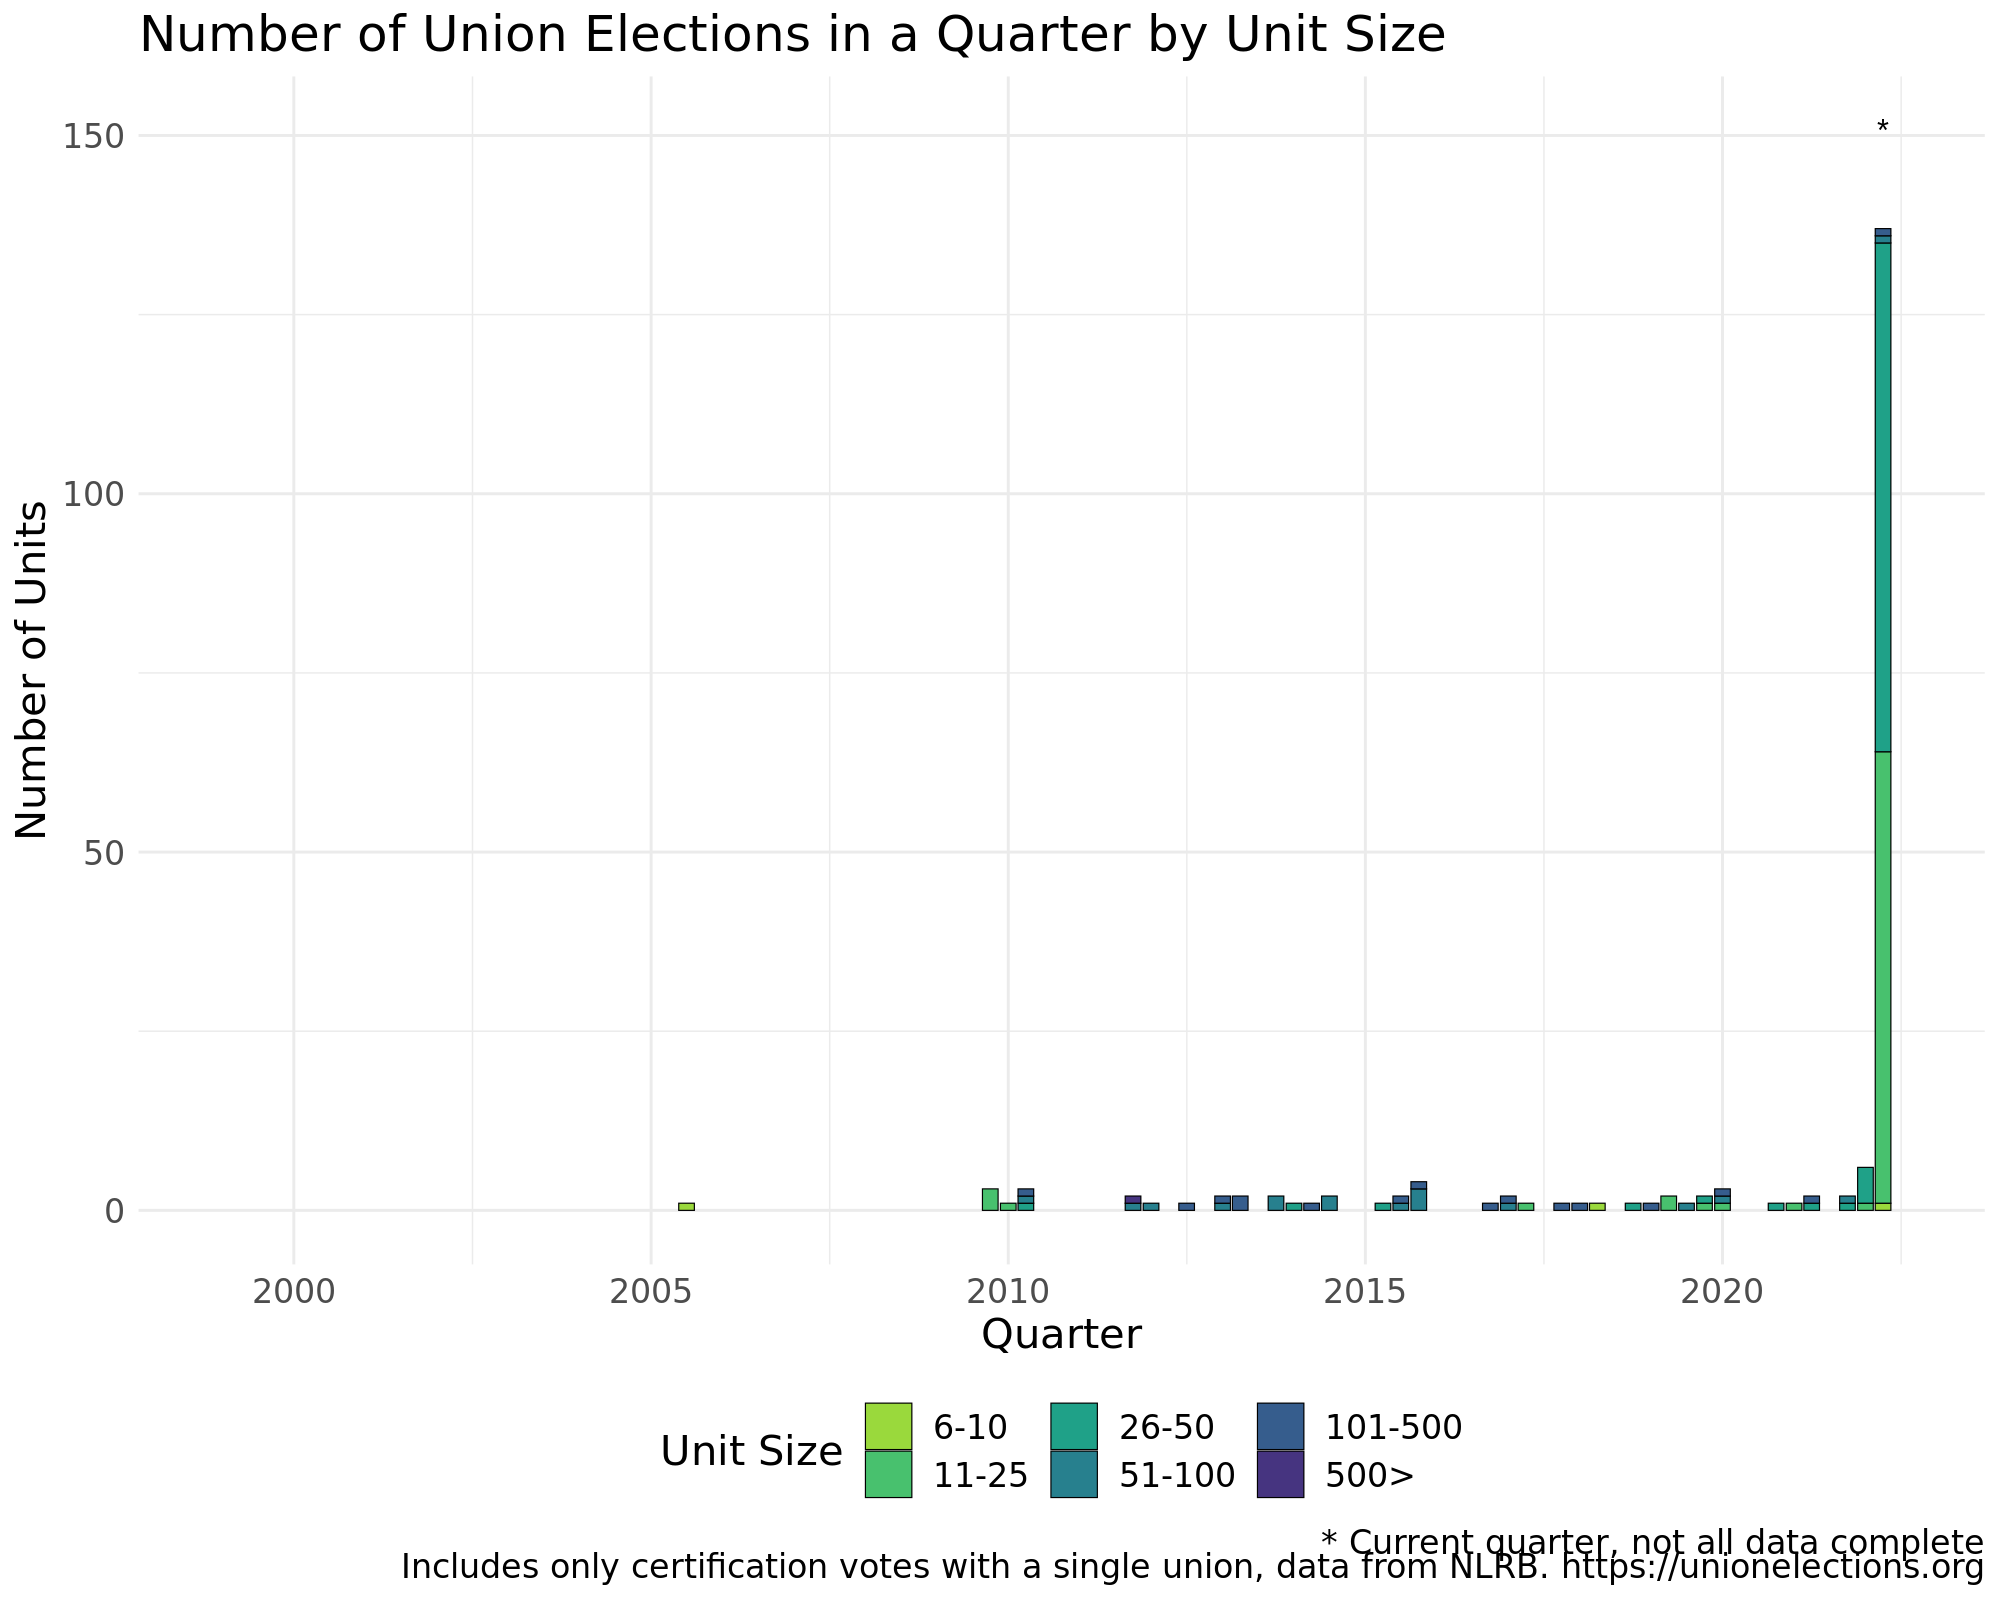 Number of Union Elections in a Quarter by Unit Size
*
150
100
50
0
Number of Units
2000 2005 2010 2015 2020
Quarter
Unit Size
6-10 26-50 101-500
11-25 51-100 500>
* Current quarter, not all data complete
Includes only certification votes with a single union, data from NLRB. https://unionelections.org